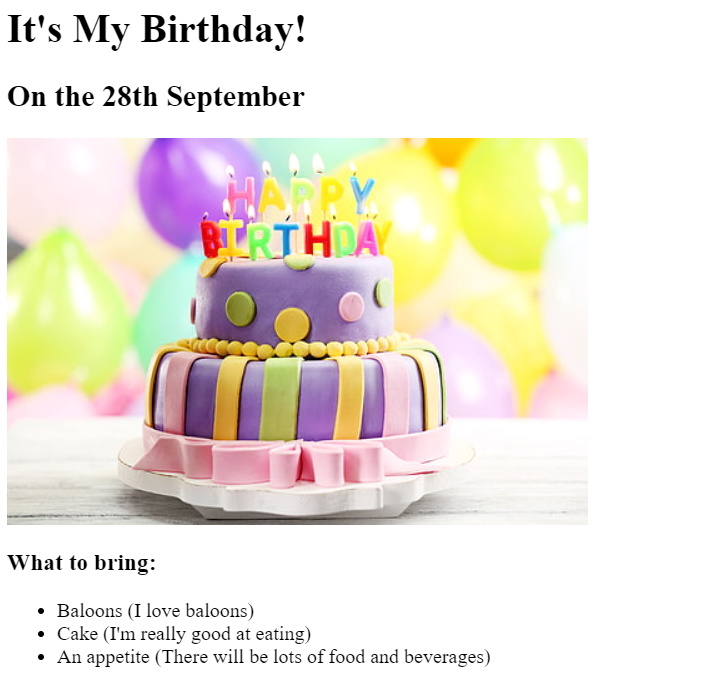 It's My Birthday!
On the 28th September
HAPPY
BIRTHDAY
What to bring:
Baloons (I love baloons)
Cake (I'm really good at eating)
An appetite (There will be lots of food and beverages)